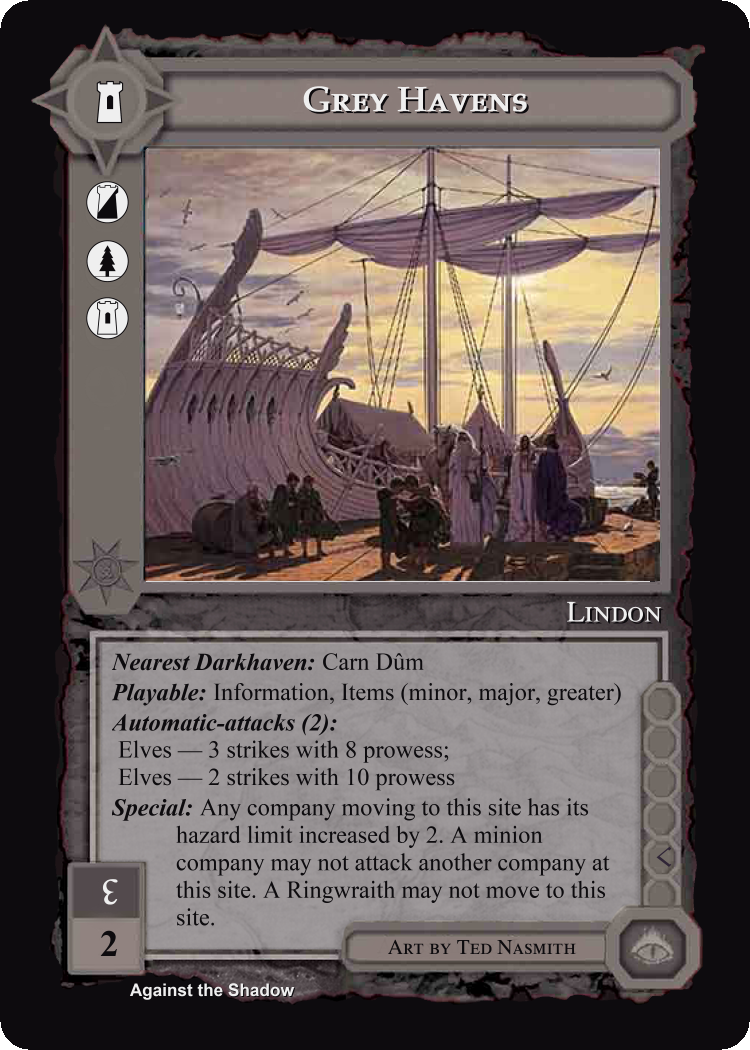 Grey Havens
Lindon
Nearest Darkhaven: Carn Dûm
Playable: Information, Items (minor, major, greater)
Automatic-attacks (2):
Elves — 3 strikes with 8 prowess;
Elves — 2 strikes with 10 prowess
Special: Any company moving to this site has its
hazard limit increased by 2. A minion
company may not attack another company at
this site. A Ringwraith may not move to this
site.
2
Art by Ted Nasmith
Against the Shadow